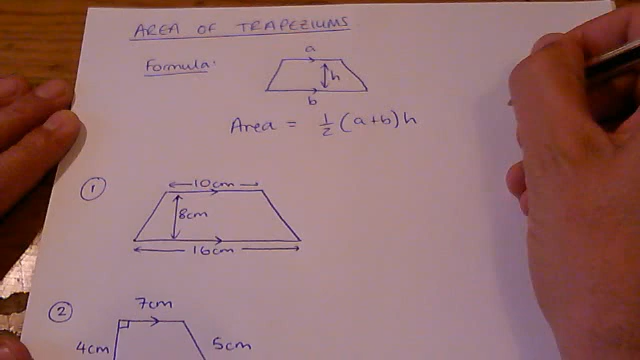 AREA OF TRAPEZIUMS
Formula:
a
h
b
Area = 1/2 (a+b)h
1
10cm
8cm
16cm
2
7cm
4cm 5cm